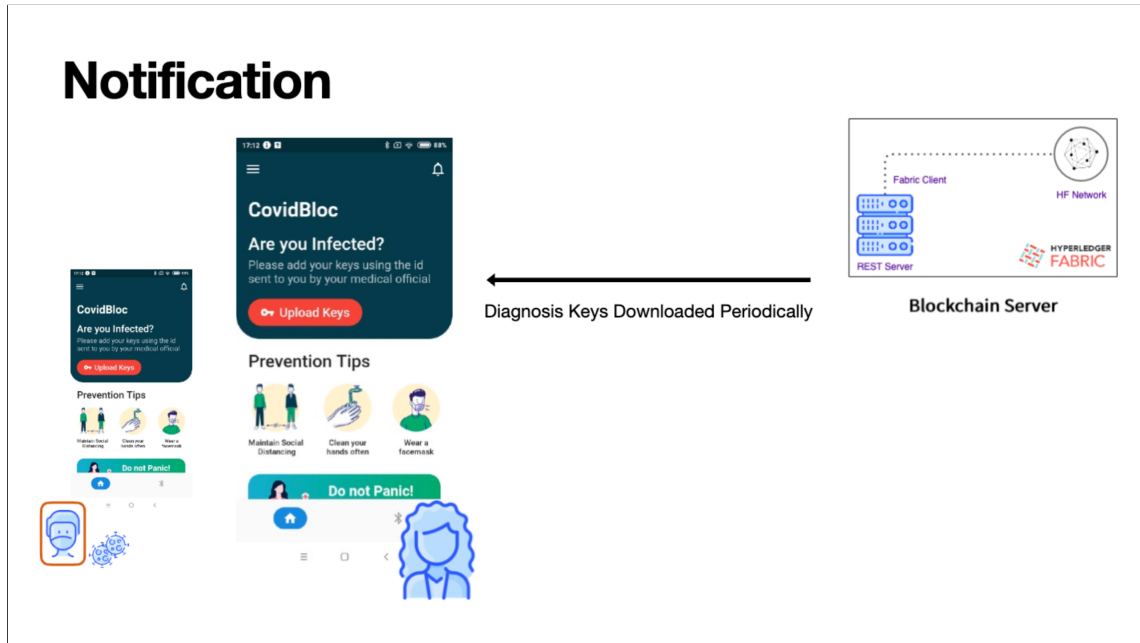 Notification
17:12
88%
CovidBloc
Are you Infected?
Please add your keys using the id
sent to you by your medical official
Upload Keys
Prevention Tips
Maintain Social
Distancing
Clean your
hands often
Wear a
facemask
Do not Panic!
17:12
CovidBloc
Are you Infected?
Please add your keys using the id
sent to you by your medical official
Upload Keys
Prevention Tips
Maintain Social
Distancing
Clean your
hands often
Wear a
facemask
Do not Panic!
Diagnosis Keys Downloaded Periodically
Fabric Client
HF Network
REST Server
HYPERLEDGER
FABRIC
Blockchain Server